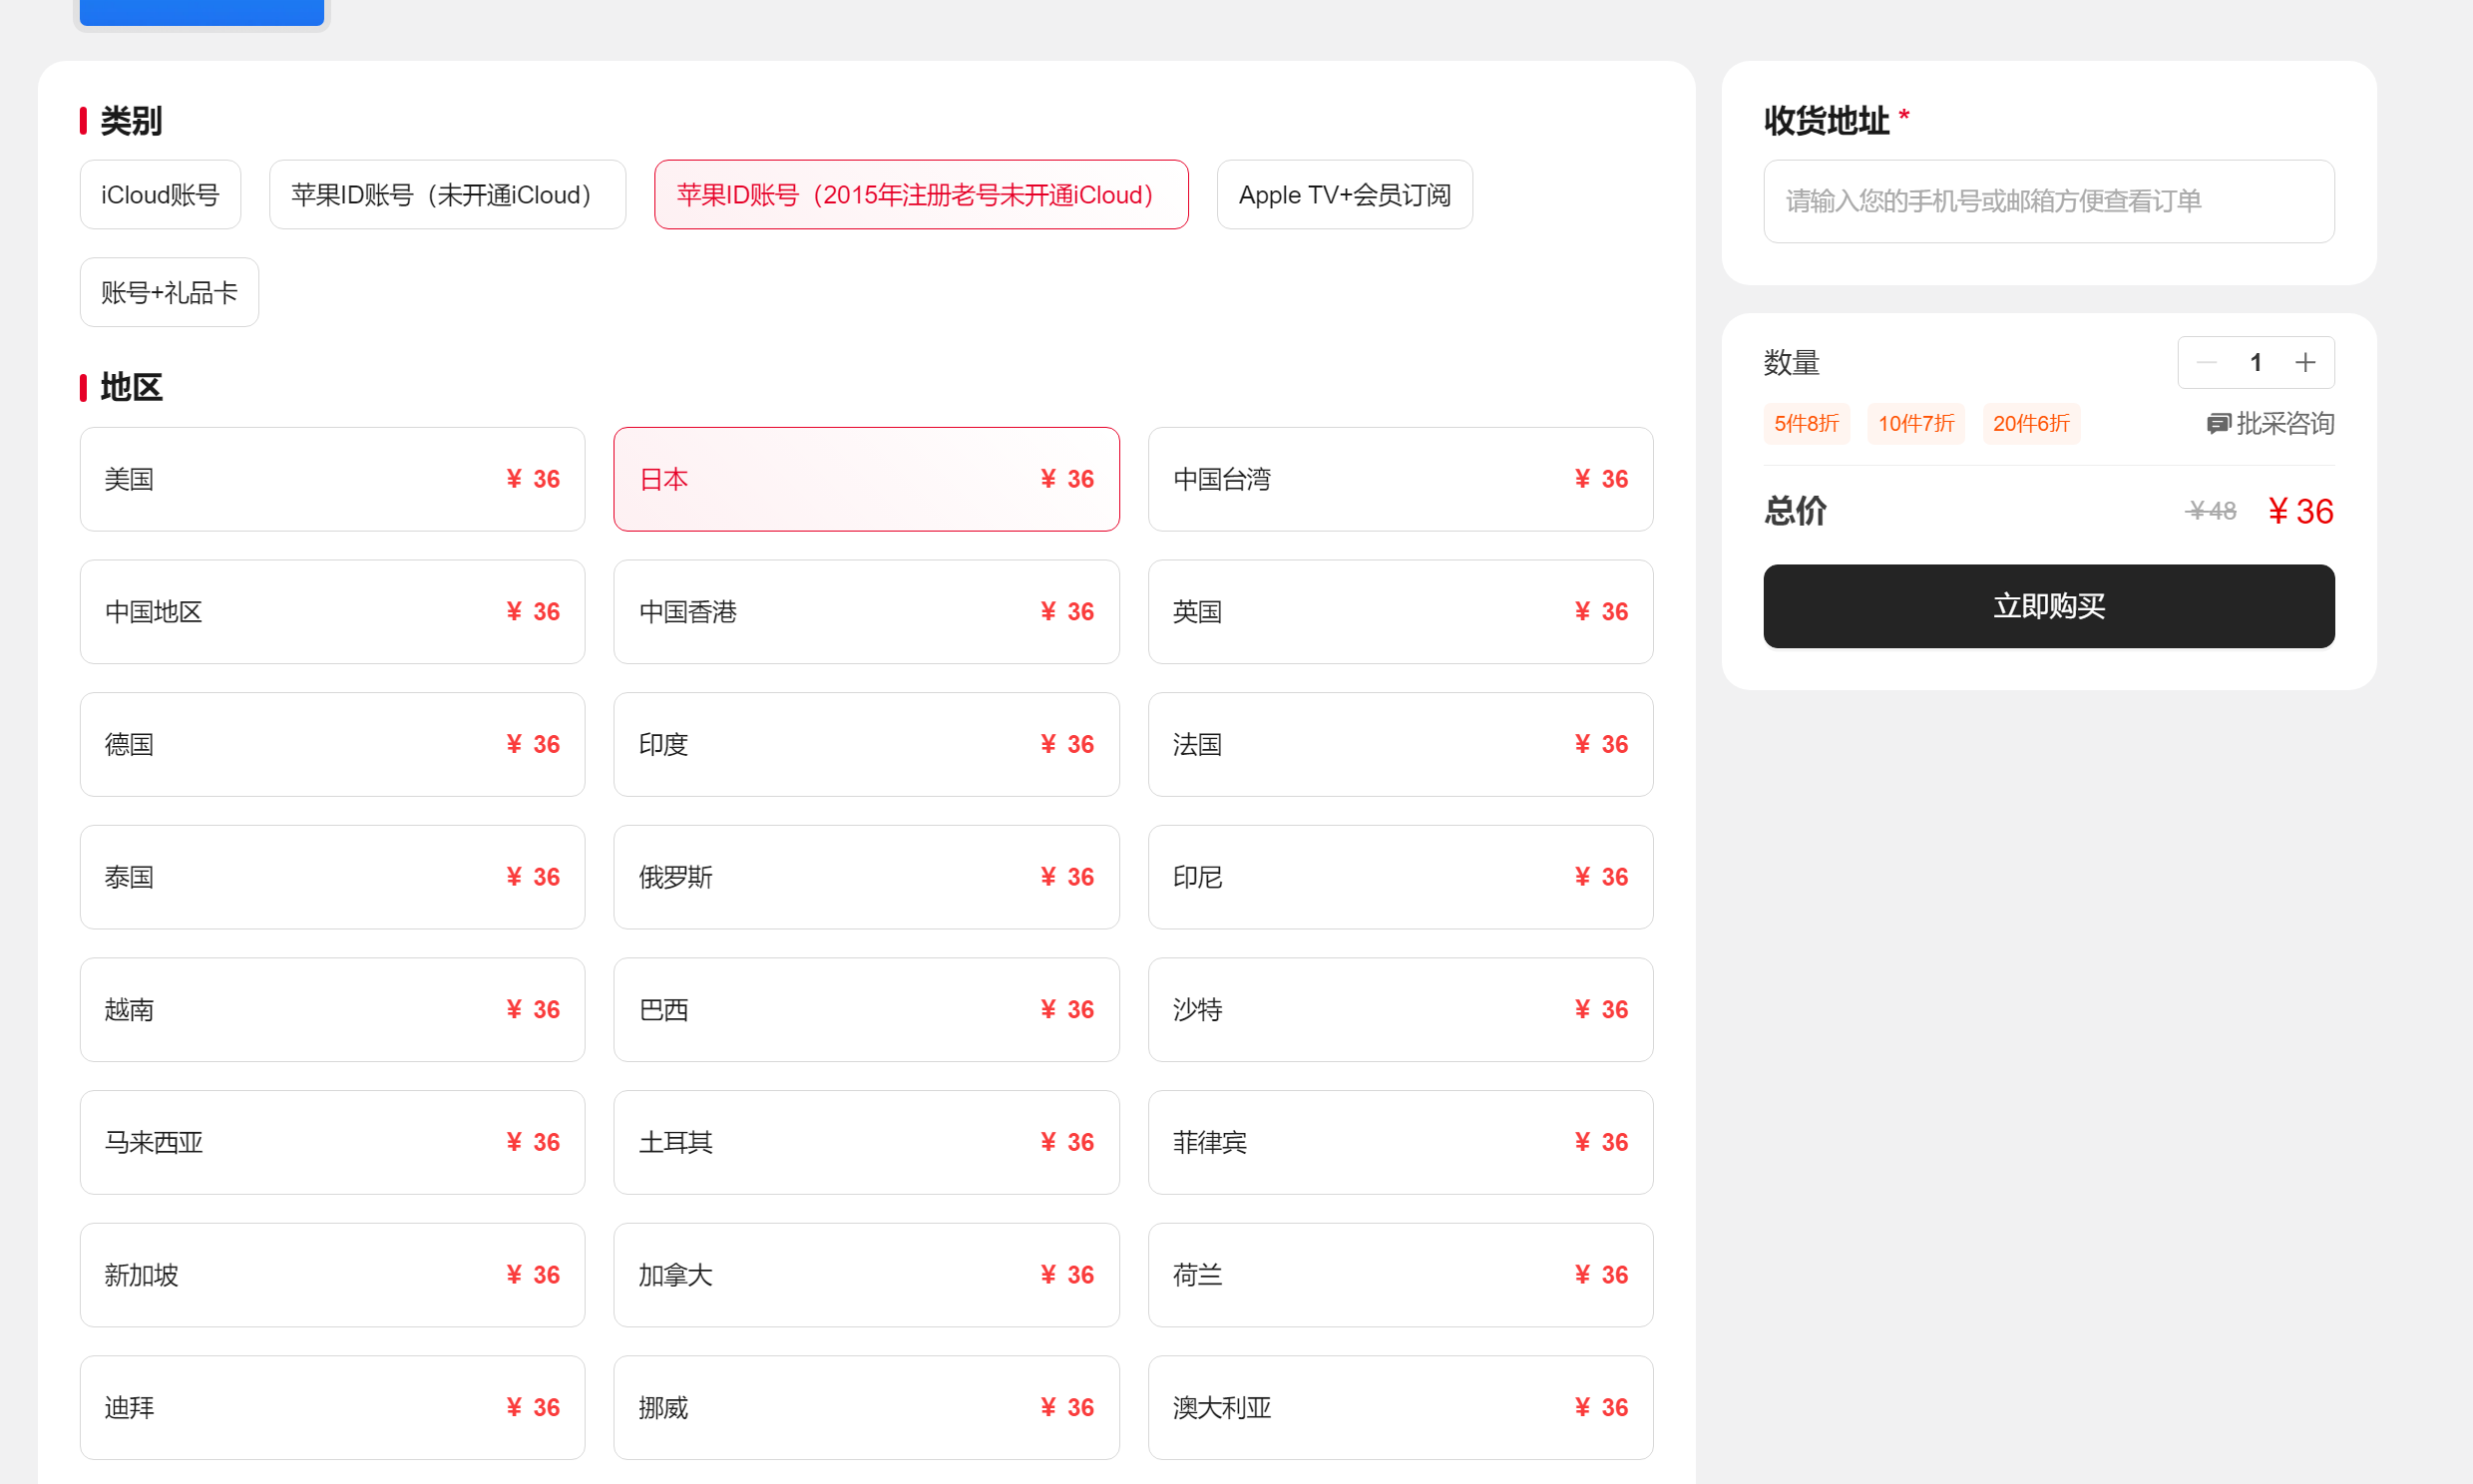 类别
iCloud账号
苹果ID账号（未开通iCloud）
苹果ID账号（2015年注册老号未开通iCloud）
Apple TV+会员订阅
账号+礼品卡
地区
美国 ¥ 36
日本 ¥ 36
中国台湾 ¥ 36
中国地区 ¥ 36
中国香港 ¥ 36
英国 ¥ 36
德国 ¥ 36
印度 ¥ 36
法国 ¥ 36
泰国 ¥ 36
俄罗斯 ¥ 36
印尼 ¥ 36
越南 ¥ 36
巴西 ¥ 36
沙特 ¥ 36
马来西亚 ¥ 36
土耳其 ¥ 36
菲律宾 ¥ 36
新加坡 ¥ 36
加拿大 ¥ 36
荷兰 ¥ 36
迪拜 ¥ 36
挪威 ¥ 36
澳大利亚 ¥ 36
收货地址 *
请输入您的手机号或邮箱方便查看订单
数量 − 1 +
5件8折 10件7折 20件6折 批采咨询
总价 ¥48 ¥36
立即购买